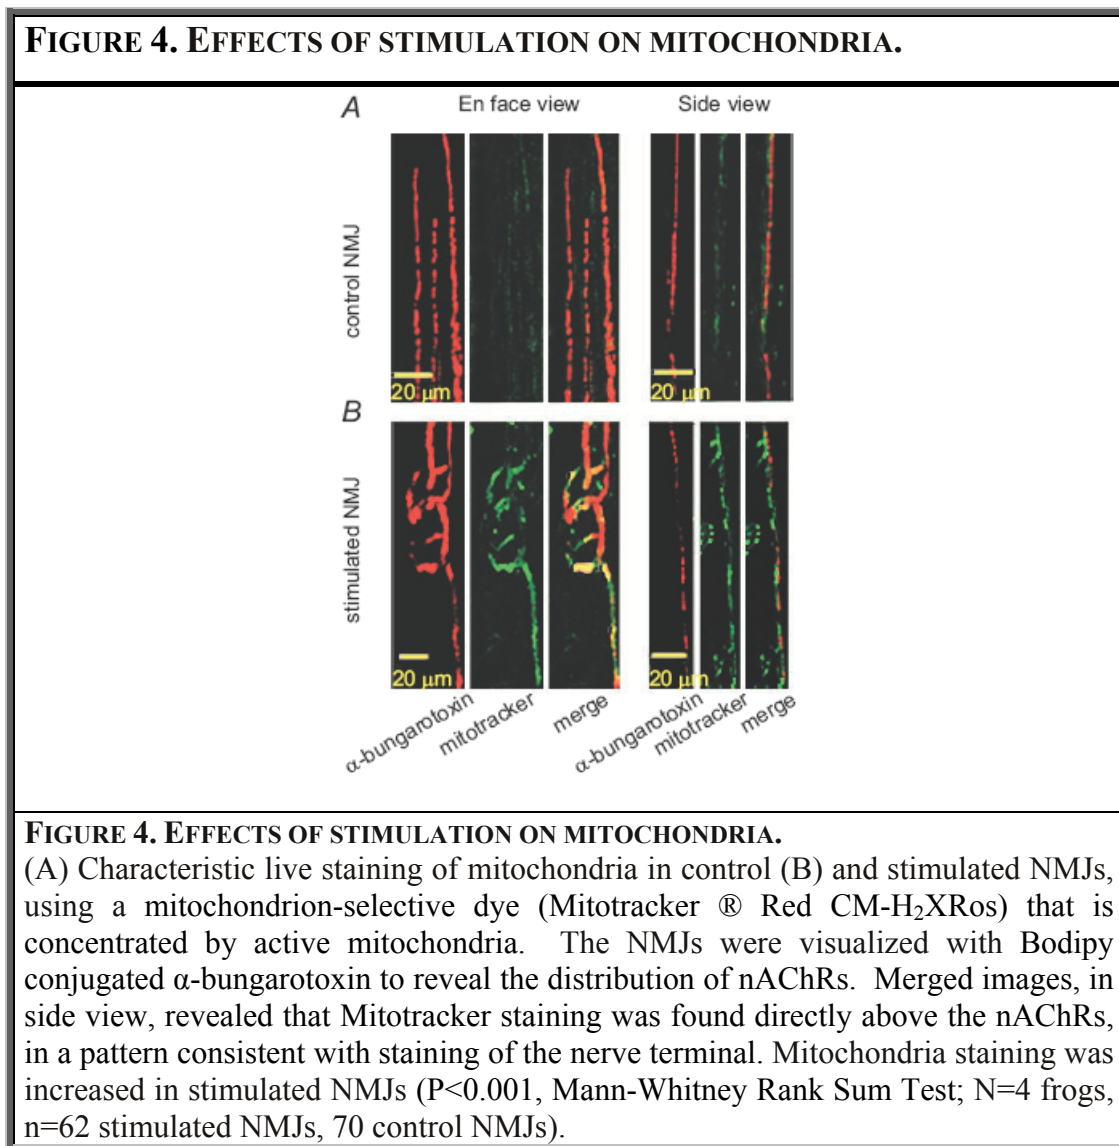 FIGURE 4. EFFECTS OF STIMULATION ON MITOCHONDRIA.
A En face view Side view
control NMJ
20 µm 20 µm
B
stimulated NMJ
20 µm 20 µm
α-bungarotoxin mitotracker merge α-bungarotoxin mitotracker merge
FIGURE 4. EFFECTS OF STIMULATION ON MITOCHONDRIA.
(A) Characteristic live staining of mitochondria in control (B) and stimulated NMJs,
using a mitochondrion-selective dye (Mitotracker ® Red CM-H₂XRos) that is
concentrated by active mitochondria. The NMJs were visualized with Bodipy
conjugated α-bungarotoxin to reveal the distribution of nAChRs. Merged images, in
side view, revealed that Mitotracker staining was found directly above the nAChRs,
in a pattern consistent with staining of the nerve terminal. Mitochondria staining was
increased in stimulated NMJs (P<0.001, Mann-Whitney Rank Sum Test; N=4 frogs,
n=62 stimulated NMJs, 70 control NMJs).